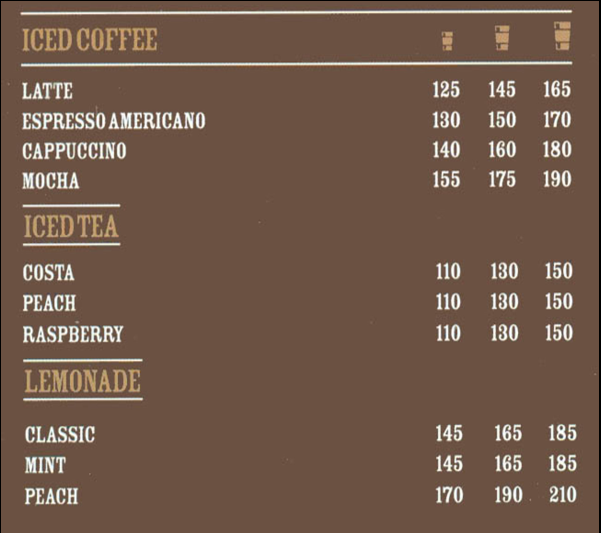 ICED COFFEE
LATTE 125 145 165
ESPRESSO AMERICANO 130 150 170
CAPPUCCINO 140 160 180
MOCHA 155 175 190
ICED TEA
COSTA 110 130 150
PEACH 110 130 150
RASPBERRY 110 130 150
LEMONADE
CLASSIC 145 165 185
MINT 145 165 185
PEACH 170 190 210